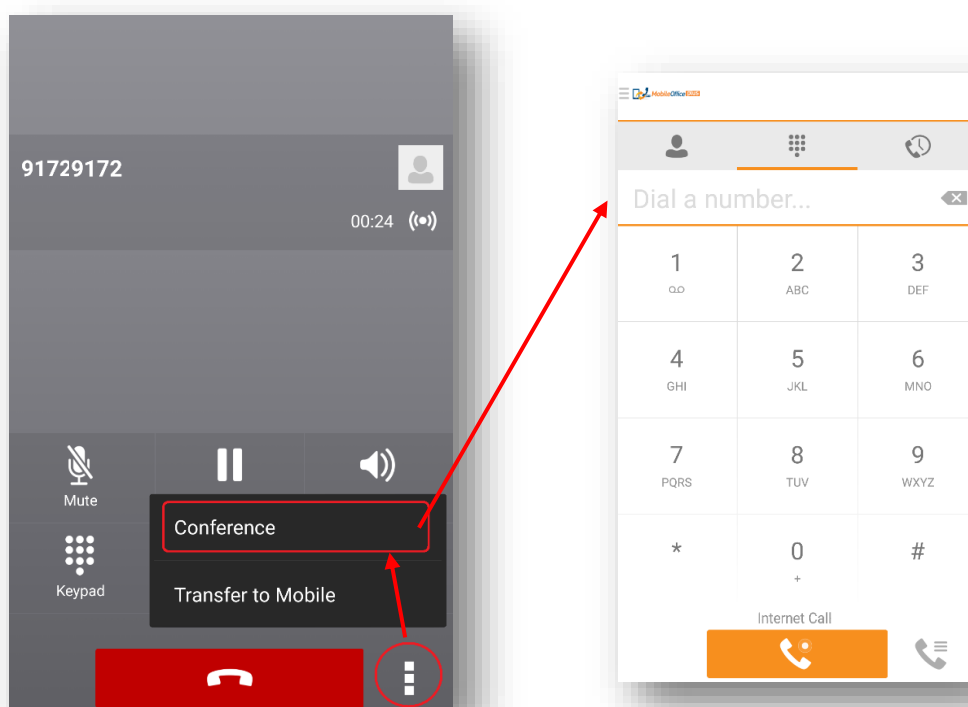 91729172
00:24
Mute
Conference
Keypad
Transfer to Mobile
MobileOffice
Dial a number...
1
2
ABC
3
DEF
4
GHI
5
JKL
6
MNO
7
PQRS
8
TUV
9
WXYZ
*
0
+
#
Internet Call